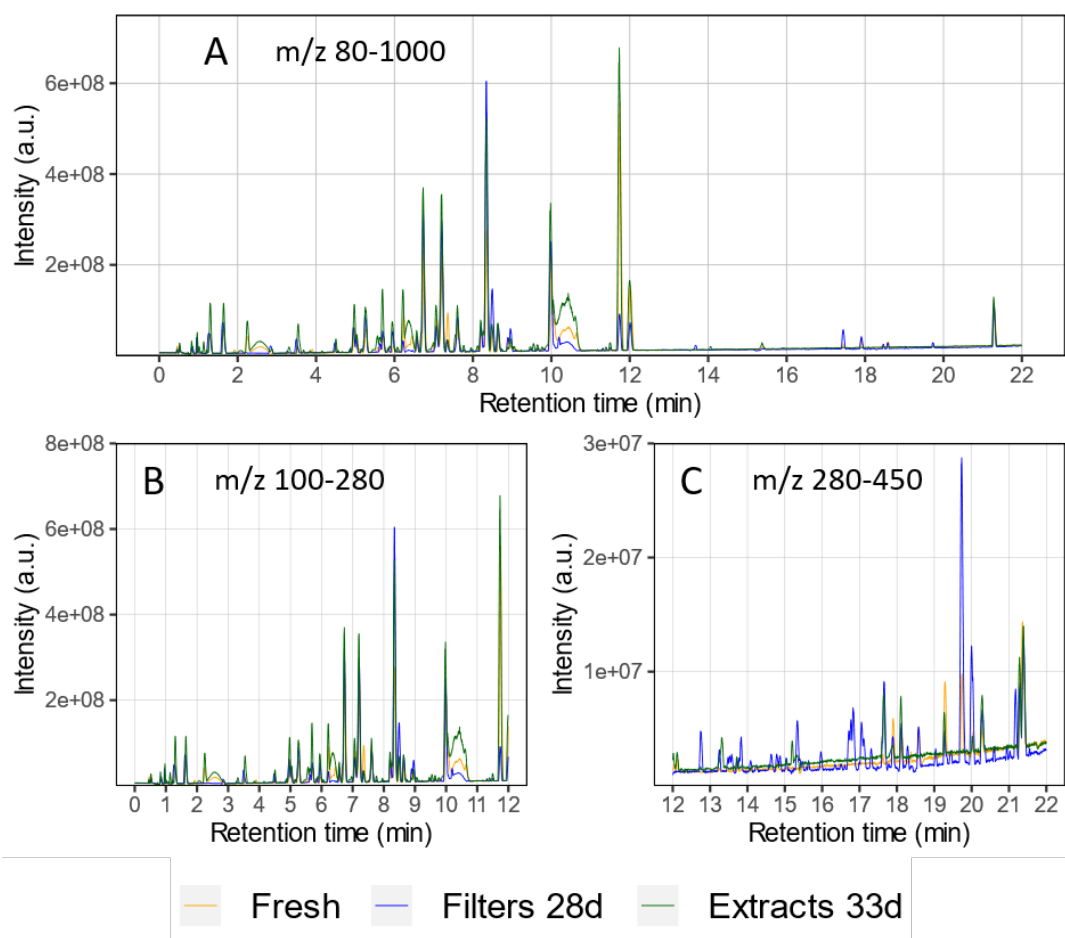 A m/z 80-1000
Intensity (a.u.)
6e+08
4e+08
2e+08
0 2 4 6 8 10 12 14 16 18 20 22
Retention time (min)
B m/z 100-280
Intensity (a.u.)
8e+08
6e+08
4e+08
2e+08
0 1 2 3 4 5 6 7 8 9 10 11 12
Retention time (min)
C m/z 280-450
Intensity (a.u.)
3e+07
2e+07
1e+07
12 13 14 15 16 17 18 19 20 21 22
Retention time (min)
Fresh Filters 28d Extracts 33d